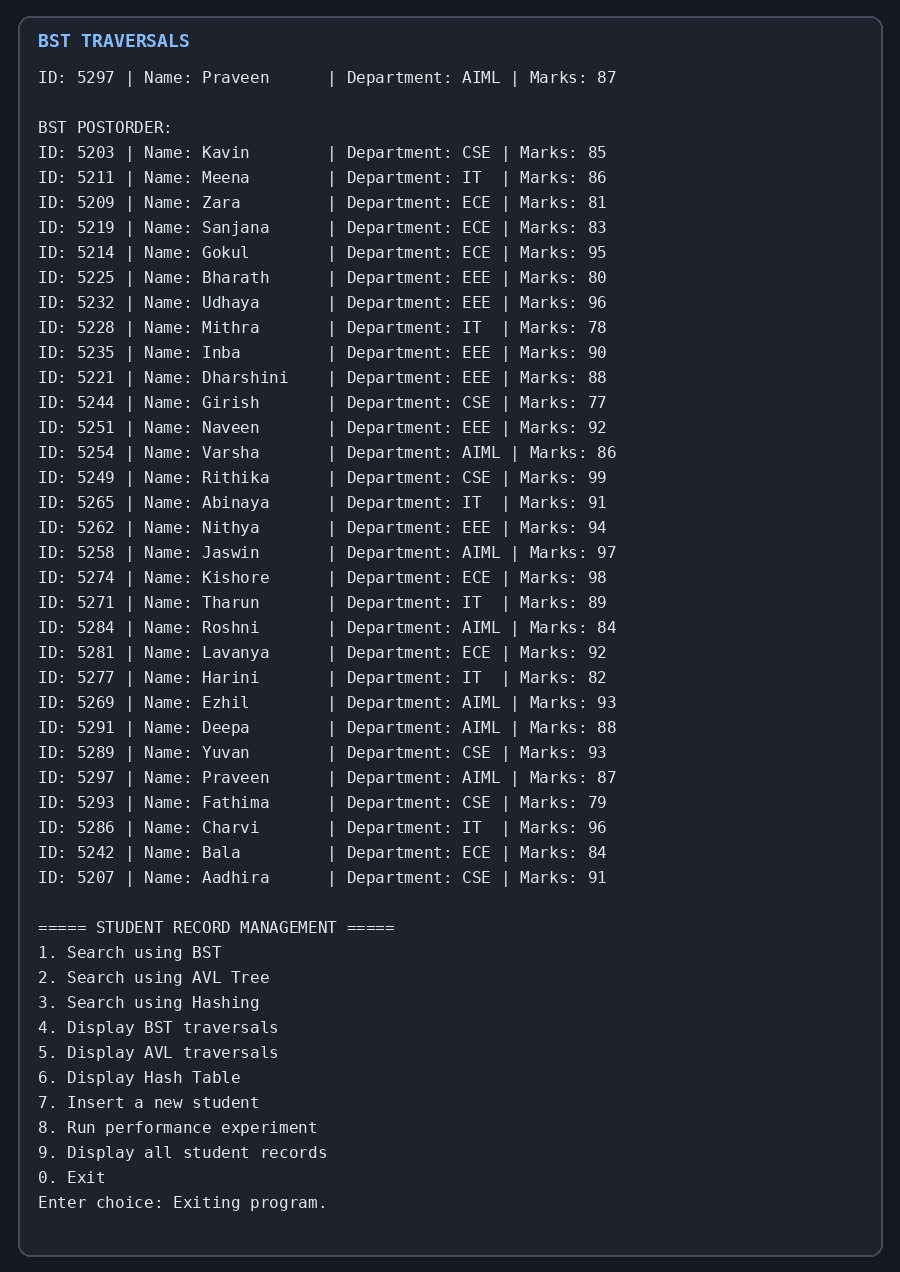 BST TRAVERSALS
ID: 5297 | Name: Praveen      | Department: AIML | Marks: 87
BST POSTORDER:
ID: 5203 | Name: Kavin        | Department: CSE | Marks: 85
ID: 5211 | Name: Meena        | Department: IT  | Marks: 86
ID: 5209 | Name: Zara         | Department: ECE | Marks: 81
ID: 5219 | Name: Sanjana      | Department: ECE | Marks: 83
ID: 5214 | Name: Gokul        | Department: ECE | Marks: 95
ID: 5225 | Name: Bharath      | Department: EEE | Marks: 80
ID: 5232 | Name: Udhaya       | Department: EEE | Marks: 96
ID: 5228 | Name: Mithra       | Department: IT  | Marks: 78
ID: 5235 | Name: Inba         | Department: EEE | Marks: 90
ID: 5221 | Name: Dharshini    | Department: EEE | Marks: 88
ID: 5244 | Name: Girish       | Department: CSE | Marks: 77
ID: 5251 | Name: Naveen       | Department: EEE | Marks: 92
ID: 5254 | Name: Varsha       | Department: AIML | Marks: 86
ID: 5249 | Name: Rithika      | Department: CSE | Marks: 99
ID: 5265 | Name: Abinaya      | Department: IT  | Marks: 91
ID: 5262 | Name: Nithya       | Department: EEE | Marks: 94
ID: 5258 | Name: Jaswin       | Department: AIML | Marks: 97
ID: 5274 | Name: Kishore      | Department: ECE | Marks: 98
ID: 5271 | Name: Tharun       | Department: IT  | Marks: 89
ID: 5284 | Name: Roshni       | Department: AIML | Marks: 84
ID: 5281 | Name: Lavanya      | Department: ECE | Marks: 92
ID: 5277 | Name: Harini       | Department: IT  | Marks: 82
ID: 5269 | Name: Ezhil        | Department: AIML | Marks: 93
ID: 5291 | Name: Deepa        | Department: AIML | Marks: 88
ID: 5289 | Name: Yuvan        | Department: CSE | Marks: 93
ID: 5297 | Name: Praveen      | Department: AIML | Marks: 87
ID: 5293 | Name: Fathima      | Department: CSE | Marks: 79
ID: 5286 | Name: Charvi       | Department: IT  | Marks: 96
ID: 5242 | Name: Bala         | Department: ECE | Marks: 84
ID: 5207 | Name: Aadhira      | Department: CSE | Marks: 91
===== STUDENT RECORD MANAGEMENT =====
1. Search using BST
2. Search using AVL Tree
3. Search using Hashing
4. Display BST traversals
5. Display AVL traversals
6. Display Hash Table
7. Insert a new student
8. Run performance experiment
9. Display all student records
0. Exit
Enter choice: Exiting program.